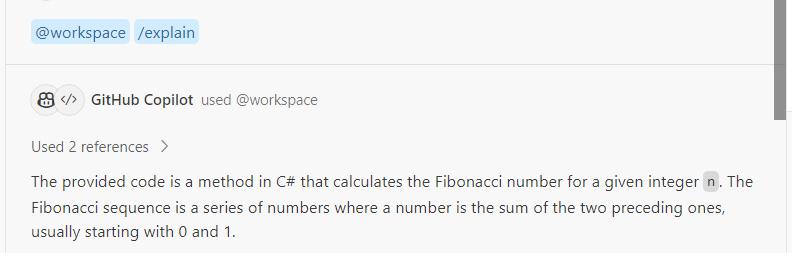 @workspace /explain
</> GitHub Copilot used @workspace
Used 2 references >
The provided code is a method in C# that calculates the Fibonacci number for a given integer n. The
Fibonacci sequence is a series of numbers where a number is the sum of the two preceding ones,
usually starting with 0 and 1.